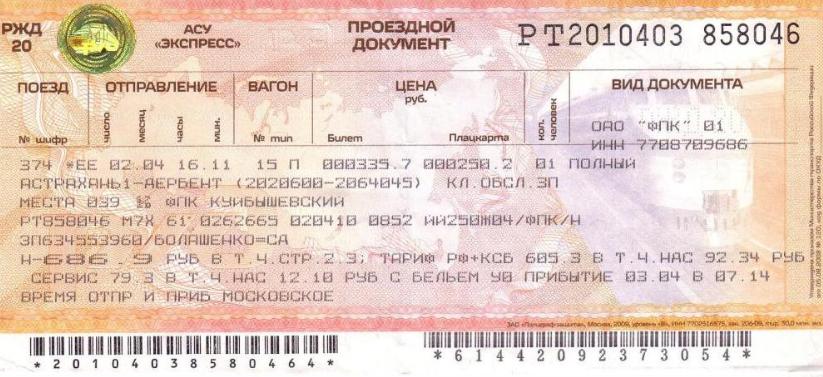 РЖД АСУ ПРОЕЗДНОЙ РТ2010403 858046
20 «ЭКСПРЕСС» ДОКУМЕНТ
ПОЕЗД ОТПРАВЛЕНИЕ ВАГОН ЦЕНА ВИД ДОКУМЕНТА
руб.
№ шифр число месяц часы мин. № тип Билет Плацкарта кол. человек
ОАО "ФПК" 01
ИНН 7708709686
374 *ЕЕ 02.04 16.11 15 П 000335.7 000250.2 01 ПОЛНЫЙ
АСТРАХАНЬ1-ДЕРБЕНТ (2020600-2064045) КЛ.ОБСЛ.3П
МЕСТА 039 ФПК КУЙБЫШЕВСКИЙ
РТ858046 М7Х 61 0262665 020410 0852 ИИ250Ж04/ФПК/Н
ЗП634553960/БОЛАШЕНКО=СА
Н-686.9 РУБ В Т.Ч.СТР.2.3; ТАРИФ РФ+КСБ 605.3 В Т.Ч.НДС 92.34 РУБ
СЕРВИС 79.3 В Т.Ч.НДС 12.10 РУБ С БЕЛЬЕМ У0 ПРИБЫТИЕ 03.04 В 07.14
ВРЕМЯ ОТПР И ПРИБ МОСКОВСКОЕ
*20104038580464*
*61442092373054*